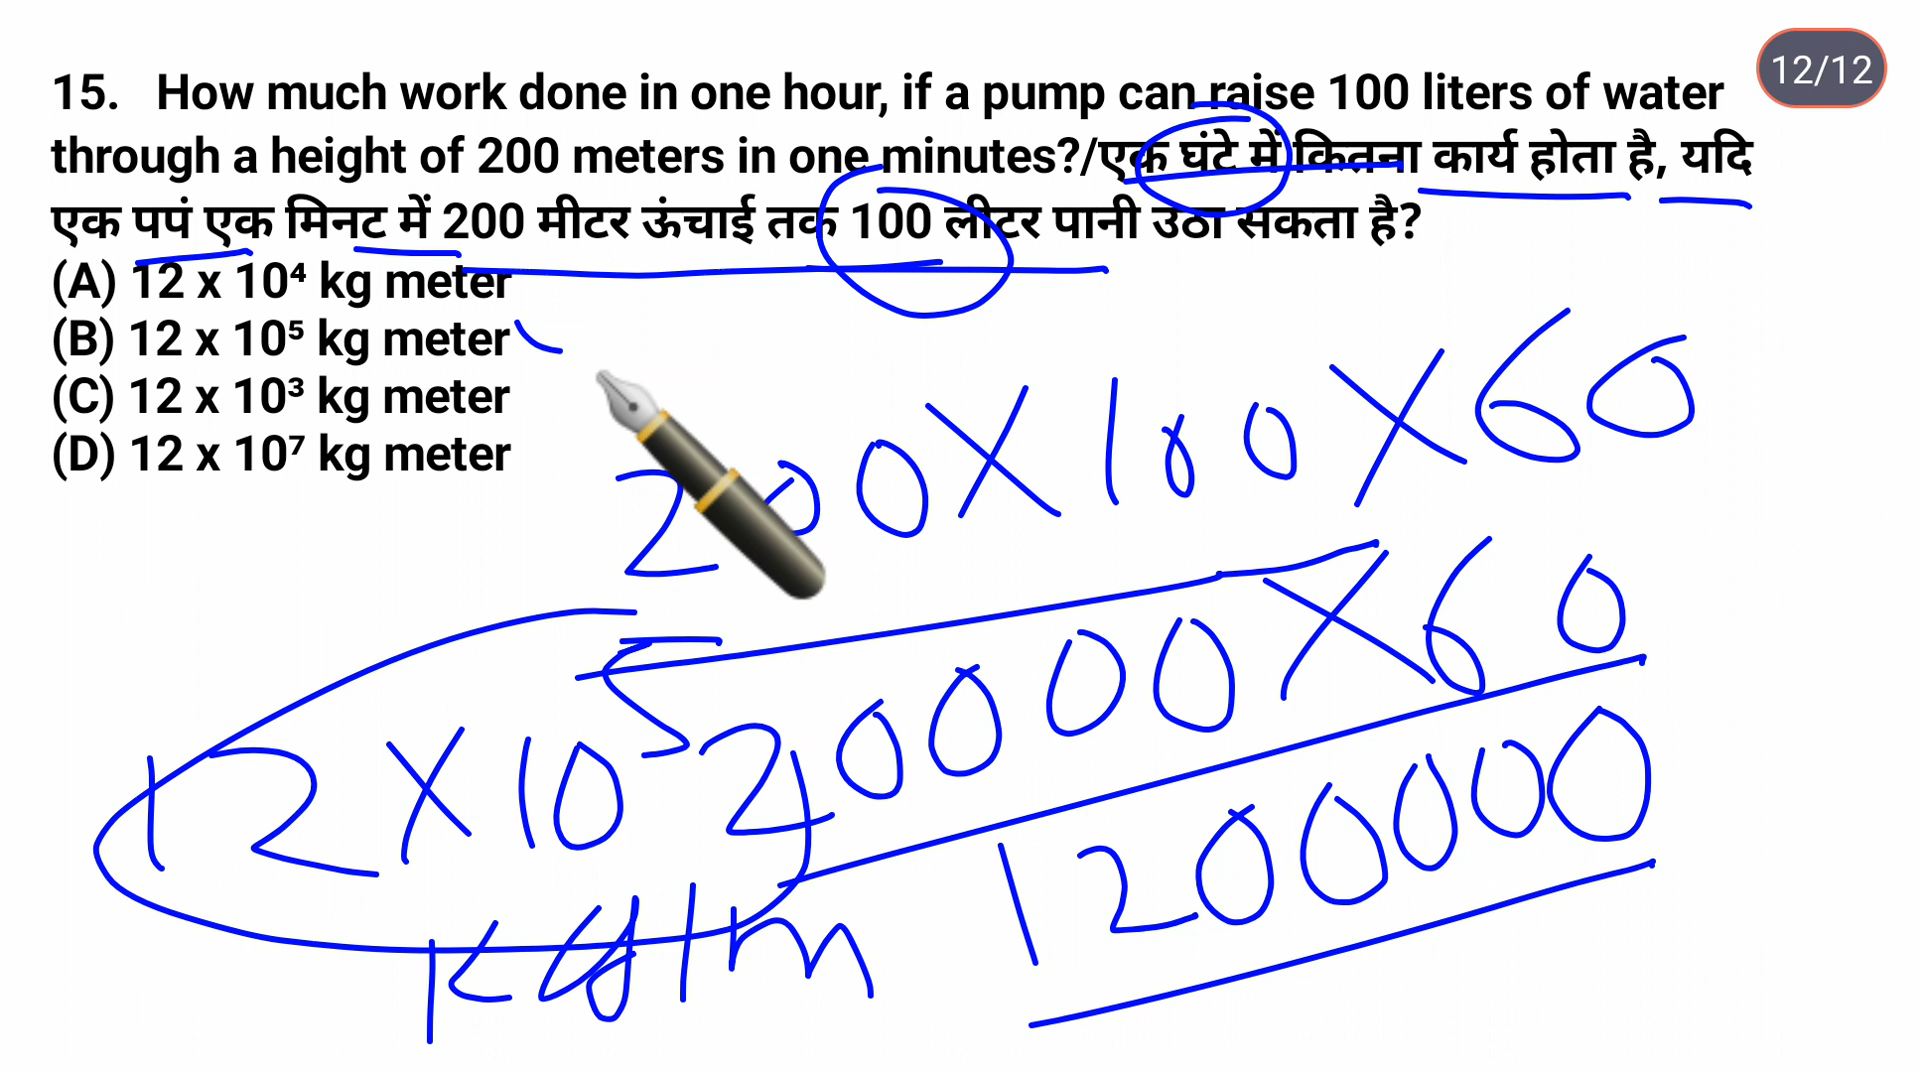 12/12
15. How much work done in one hour, if a pump can raise 100 liters of water
through a height of 200 meters in one minutes?/एक घंटे में कितना कार्य होता है, यदि
एक पपं एक मिनट में 200 मीटर ऊंचाई तक 100 लीटर पानी उठा सकता है?
(A) 12 x 10⁴ kg meter
(B) 12 x 10⁵ kg meter
(C) 12 x 10³ kg meter
(D) 12 x 10⁷ kg meter
200X100X60
20000X60
1200000
12X10⁵
Kg/m